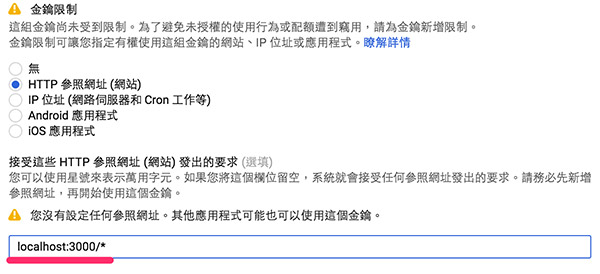 金鑰限制
這組金鑰尚未受到限制。為了避免未授權的使用行為或配額遭到竊用，請為金鑰新增限制。
金鑰限制可讓您指定有權使用這組金鑰的網站、IP 位址或應用程式。瞭解詳情
無
HTTP 參照網址 (網站)
IP 位址 (網路伺服器和 Cron 工作等)
Android 應用程式
iOS 應用程式
接受這些 HTTP 參照網址 (網站) 發出的要求 (選填)
您可以使用星號來表示萬用字元。如果您將這個欄位留空，系統就會接受任何參照網址發出的要求。請務必先新增
參照網址，再開始使用這個金鑰。
您沒有設定任何參照網址。其他應用程式可能也可以使用這個金鑰。
localhost:3000/*